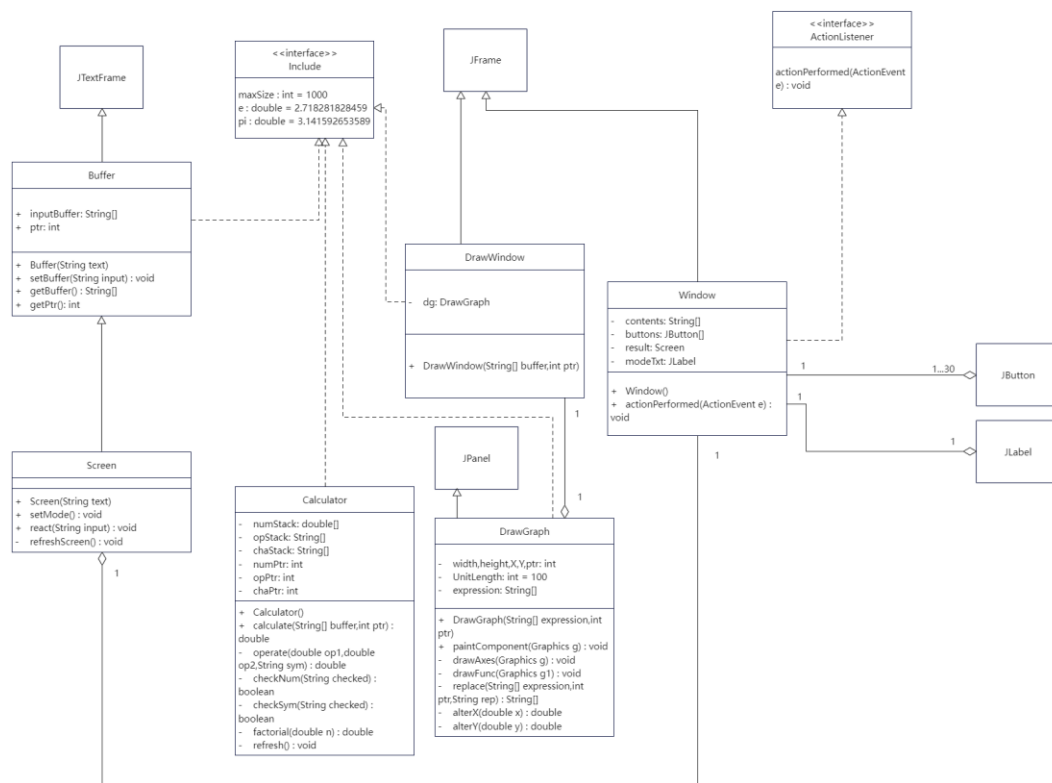 JTextFrame
<<interface>>
Include
maxSize : int = 1000
e : double = 2.718281828459
pi : double = 3.141592653589
JFrame
<<interface>>
ActionListener
actionPerformed(ActionEvent
e) : void
Buffer
+ inputBuffer: String[]
+ ptr: int
+ Buffer(String text)
+ setBuffer(String input) : void
+ getBuffer() : String[]
+ getPtr(): int
DrawWindow
- dg: DrawGraph
+ DrawWindow(String[] buffer,int ptr)
1
Window
- contents: String[]
- buttons: JButton[]
- result: Screen
- modeTxt: JLabel
+ Window()
+ actionPerformed(ActionEvent e) :
void
1
1...30
JButton
1
1
JLabel
1
Screen
+ Screen(String text)
+ setMode() : void
+ react(String input) : void
- refreshScreen() : void
1
Calculator
- numStack: double[]
- opStack: String[]
- chaStack: String[]
- numPtr: int
- opPtr: int
- chaPtr: int
+ Calculator()
+ calculate(String[] buffer,int ptr) :
double
- operate(double op1,double
op2,String sym) : double
- checkNum(String checked) :
boolean
- checkSym(String checked) :
boolean
- factorial(double n) : double
- refresh() : void
JPanel
1
DrawGraph
- width,height,X,Y,ptr: int
- UnitLength: int = 100
- expression: String[]
+ DrawGraph(String[] expression,int
ptr)
+ paintComponent(Graphics g) : void
- drawAxes(Graphics g) : void
- drawFunc(Graphics g1) : void
- replace(String[] expression,int
ptr,String rep) : String[]
- alterX(double x) : double
- alterY(double y) : double